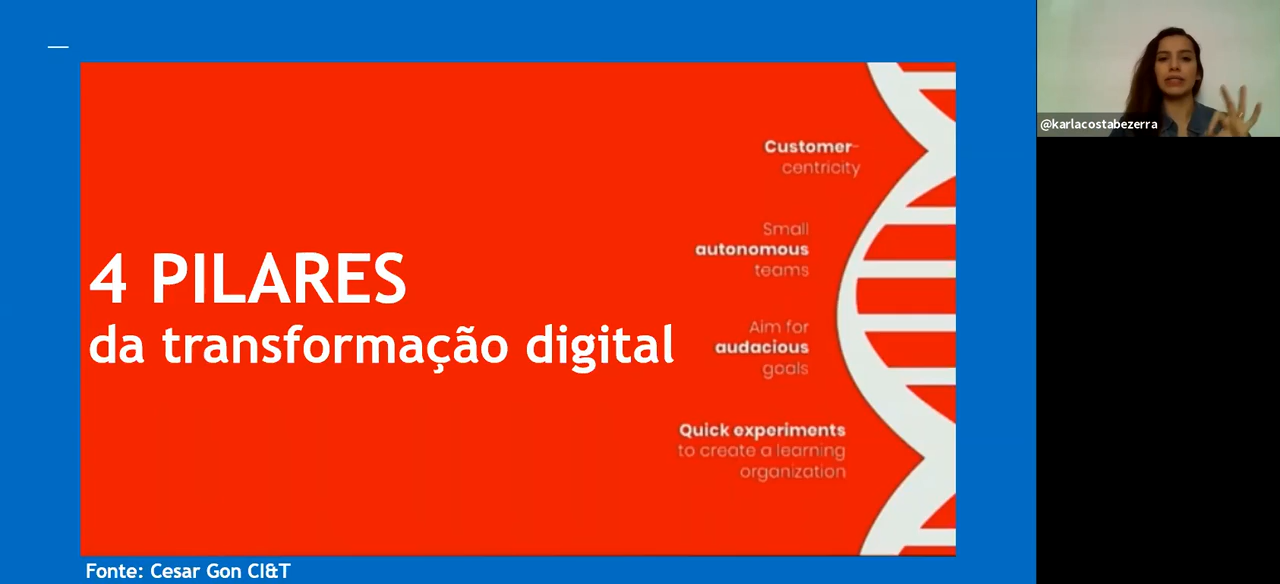 4 PILARES
da transformação digital
Customer-
centricity
Small
autonomous
teams
Aim for
audacious
goals
Quick experiments
to create a learning
organization
Fonte: Cesar Gon CI&T
@karlacostabezerra